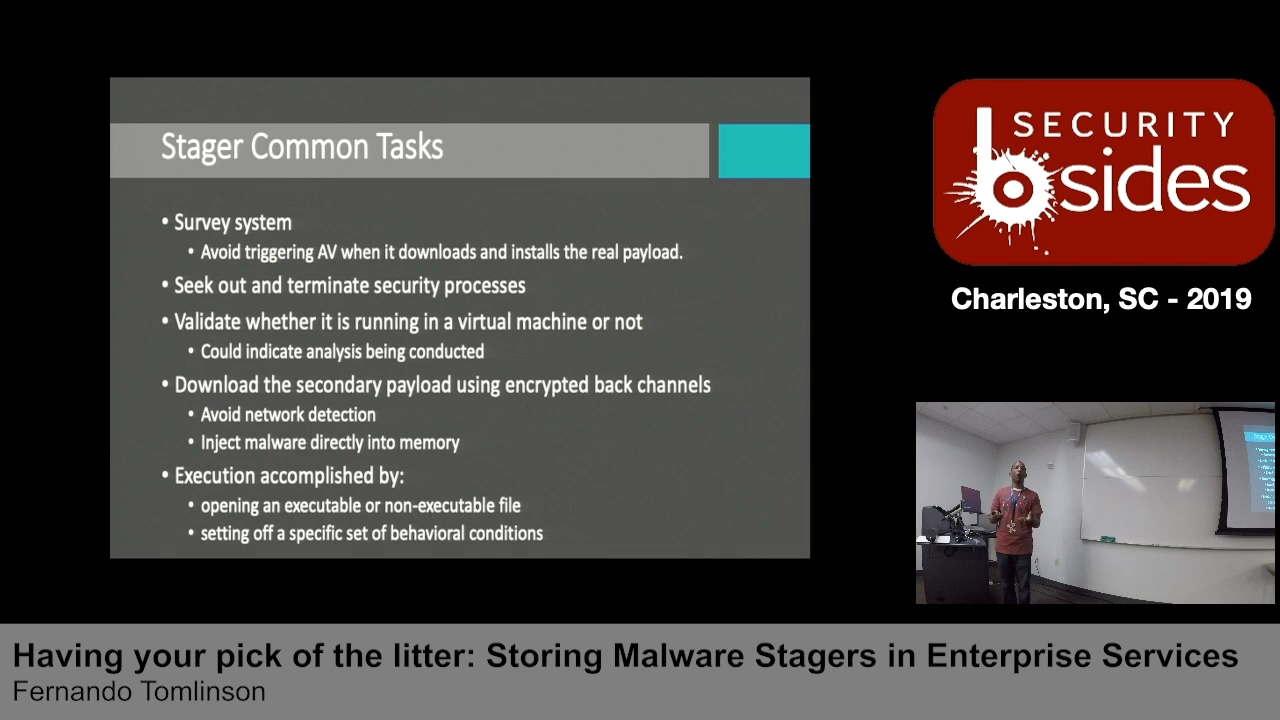 Stager Common Tasks
• Survey system
• Avoid triggering AV when it downloads and installs the real payload.
• Seek out and terminate security processes
• Validate whether it is running in a virtual machine or not
• Could indicate analysis being conducted
• Download the secondary payload using encrypted back channels
• Avoid network detection
• Inject malware directly into memory
• Execution accomplished by:
• opening an executable or non-executable file
• setting off a specific set of behavioral conditions
SECURITY
bsides
Charleston, SC - 2019
Having your pick of the litter: Storing Malware Stagers in Enterprise Services
Fernando Tomlinson